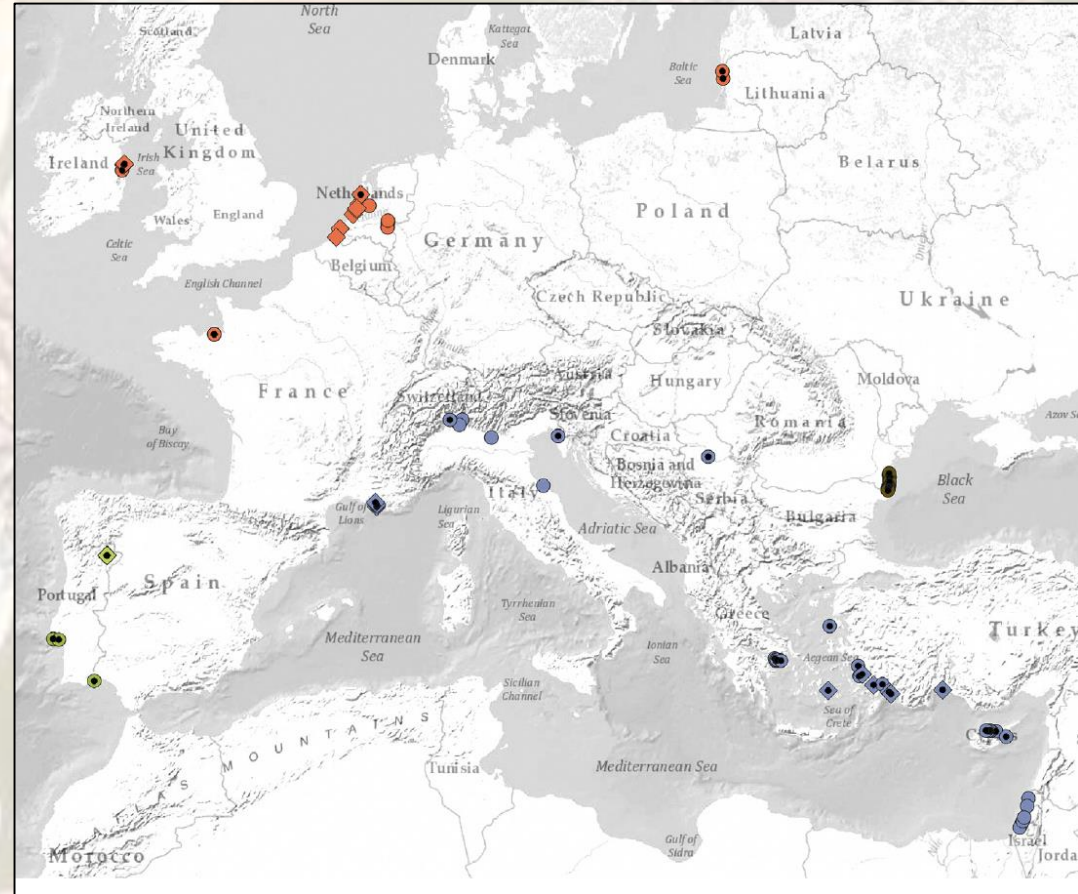 North
Sea
Scotland
Kattegat
Sea
Denmark
Latvia
Baltic
Sea
Lithuania
Northern
Ireland
United
Kingdom
Ireland
Irish
Sea
Belarus
Netherlands
Wales
England
Poland
Celtic
Sea
Germany
Belgium
English Channel
Czech Republic
Ukraine
Slovakia
France
Austria
Hungary
Moldova
Switzerland
Slovenia
Azov Se
Bay
of Biscay
Croatia
Romania
Bosnia and
Herzegovina
Black
Sea
Italy
Serbia
Gulf of
Lions
Ligurian
Sea
Adriatic Sea
Bulgaria
Spain
Albania
Portugal
Tyrrhenian
Sea
Greece
Turkey
Mediterranean
Sea
Ionian
Sea
Aegean Sea
Sicilian
Channel
Sea of
Crete
ATLAS MOUNTAINS
Tunisia
Mediterranean Sea
Gulf of
Sidra
Israel
Morocco
Jorda